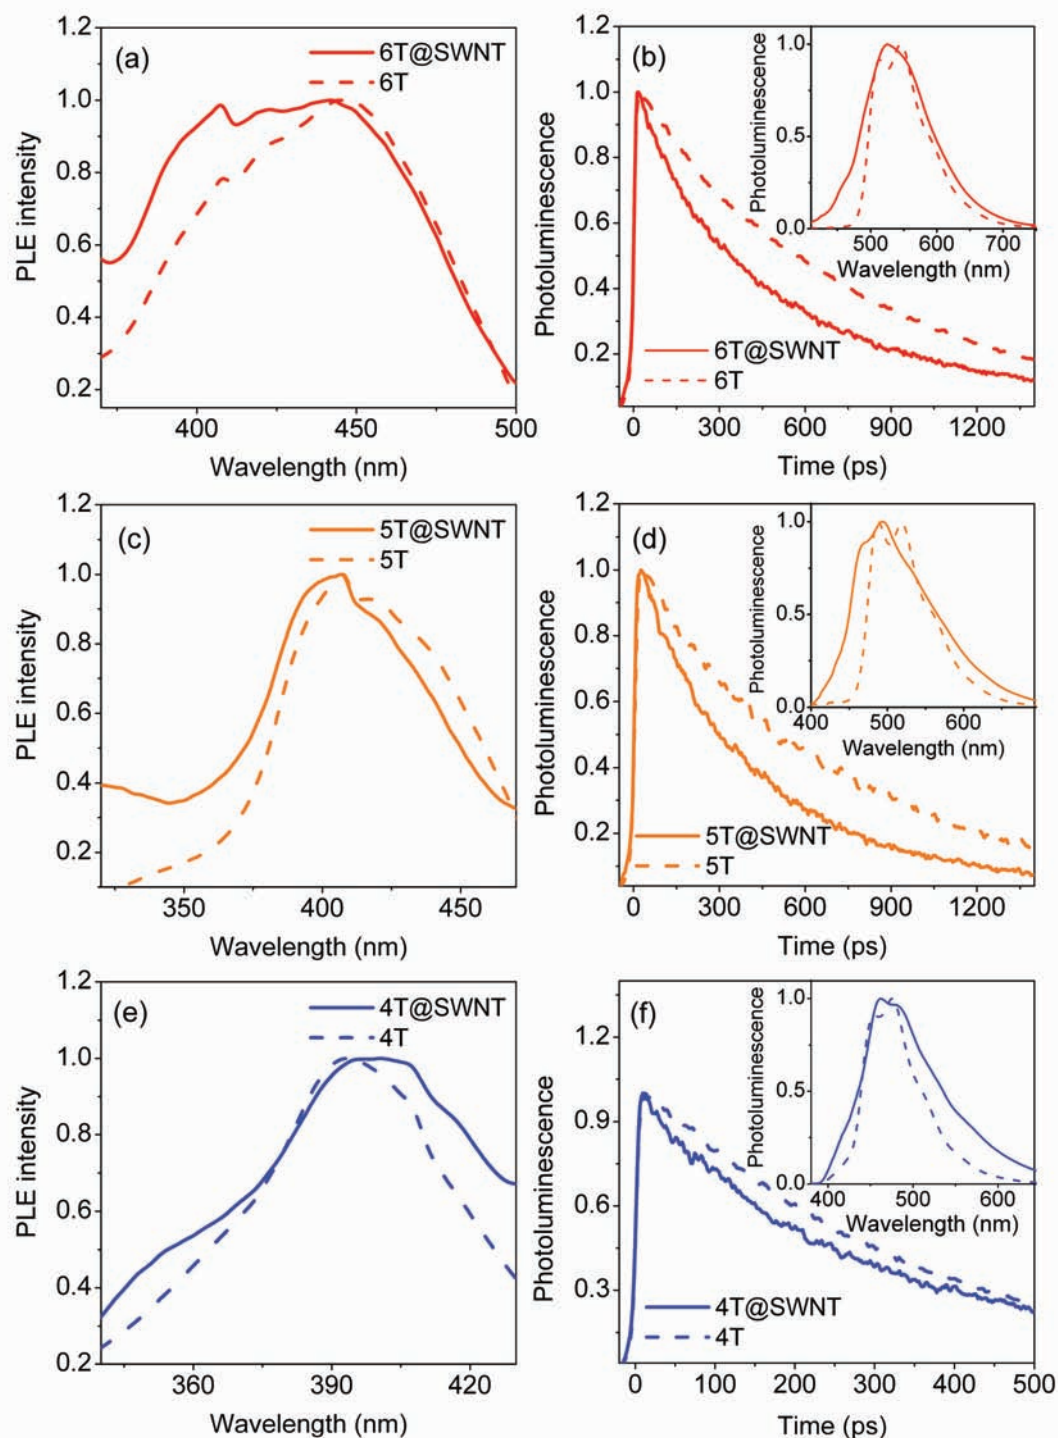 (a)
6T@SWNT
6T
PLE intensity
1.2
1.0
0.8
0.6
0.4
0.2
400
450
500
Wavelength (nm)
(b)
6T@SWNT
6T
Photoluminescence
1.2
1.0
0.8
0.6
0.4
0.2
0
300
600
900
1200
Time (ps)
Photoluminescence
1.0
0.5
0.0
500
600
700
Wavelength (nm)
(c)
5T@SWNT
5T
PLE intensity
1.2
1.0
0.8
0.6
0.4
0.2
350
400
450
Wavelength (nm)
(d)
5T@SWNT
5T
Photoluminescence
1.2
1.0
0.8
0.6
0.4
0.2
0
300
600
900
1200
Time (ps)
Photoluminescence
1.0
0.5
0.0
400
500
600
Wavelength (nm)
(e)
4T@SWNT
4T
PLE intensity
1.2
1.0
0.8
0.6
0.4
0.2
360
390
420
Wavelength (nm)
(f)
4T@SWNT
4T
Photoluminescence
1.2
0.9
0.6
0.3
0
100
200
300
400
500
Time (ps)
Photoluminescence
1.0
0.5
0.0
400
500
600
Wavelength (nm)